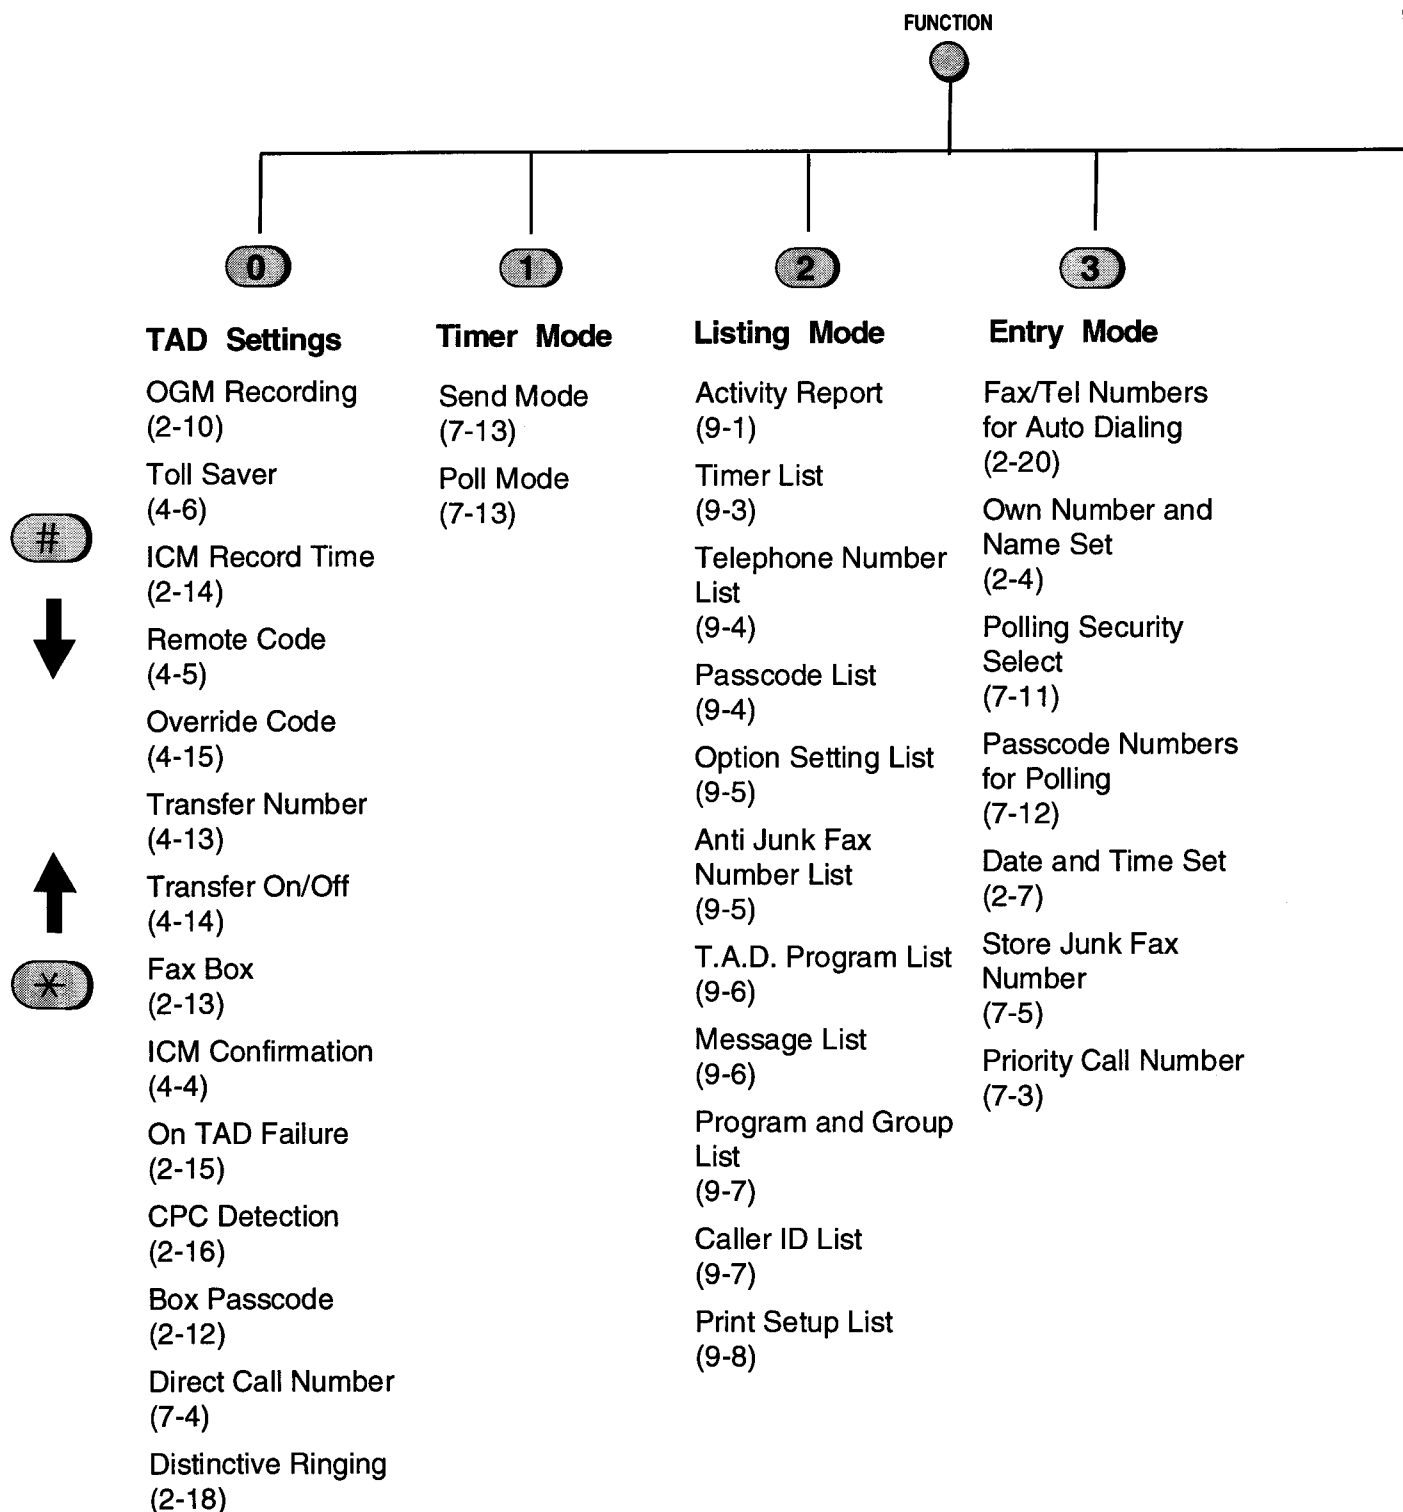 FUNCTION
0
1
2
3
TAD Settings
OGM Recording
(2-10)
Toll Saver
(4-6)
ICM Record Time
(2-14)
Remote Code
(4-5)
Override Code
(4-15)
Transfer Number
(4-13)
Transfer On/Off
(4-14)
Fax Box
(2-13)
ICM Confirmation
(4-4)
On TAD Failure
(2-15)
CPC Detection
(2-16)
Box Passcode
(2-12)
Direct Call Number
(7-4)
Distinctive Ringing
(2-18)
Timer Mode
Send Mode
(7-13)
Poll Mode
(7-13)
Listing Mode
Activity Report
(9-1)
Timer List
(9-3)
Telephone Number
List
(9-4)
Passcode List
(9-4)
Option Setting List
(9-5)
Anti Junk Fax
Number List
(9-5)
T.A.D. Program List
(9-6)
Message List
(9-6)
Program and Group
List
(9-7)
Caller ID List
(9-7)
Print Setup List
(9-8)
Entry Mode
Fax/Tel Numbers
for Auto Dialing
(2-20)
Own Number and
Name Set
(2-4)
Polling Security
Select
(7-11)
Passcode Numbers
for Polling
(7-12)
Date and Time Set
(2-7)
Store Junk Fax
Number
(7-5)
Priority Call Number
(7-3)
#
*